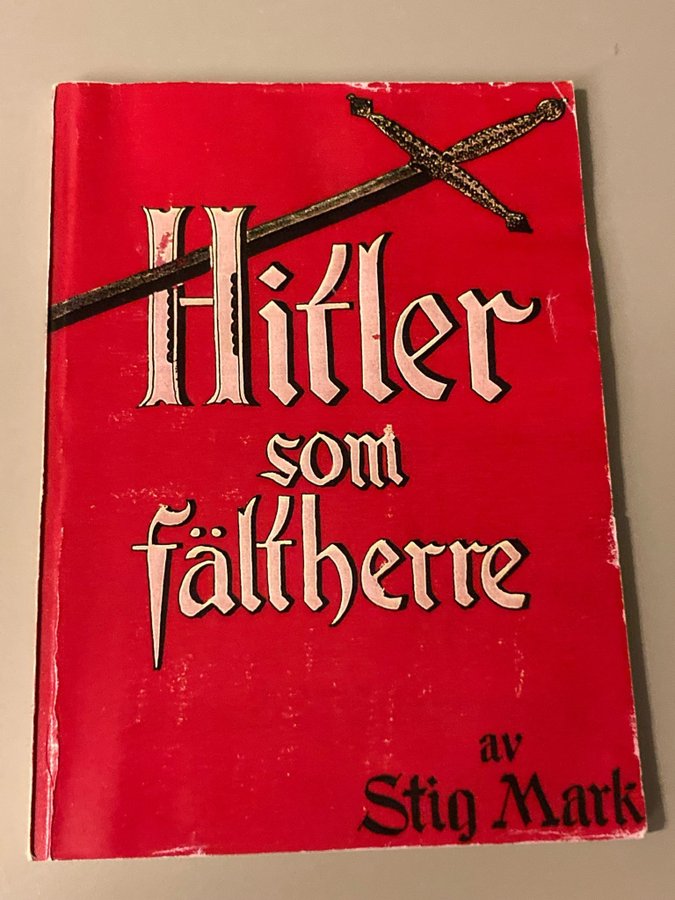 Hitler
som
fältherre
av
Stig Mark